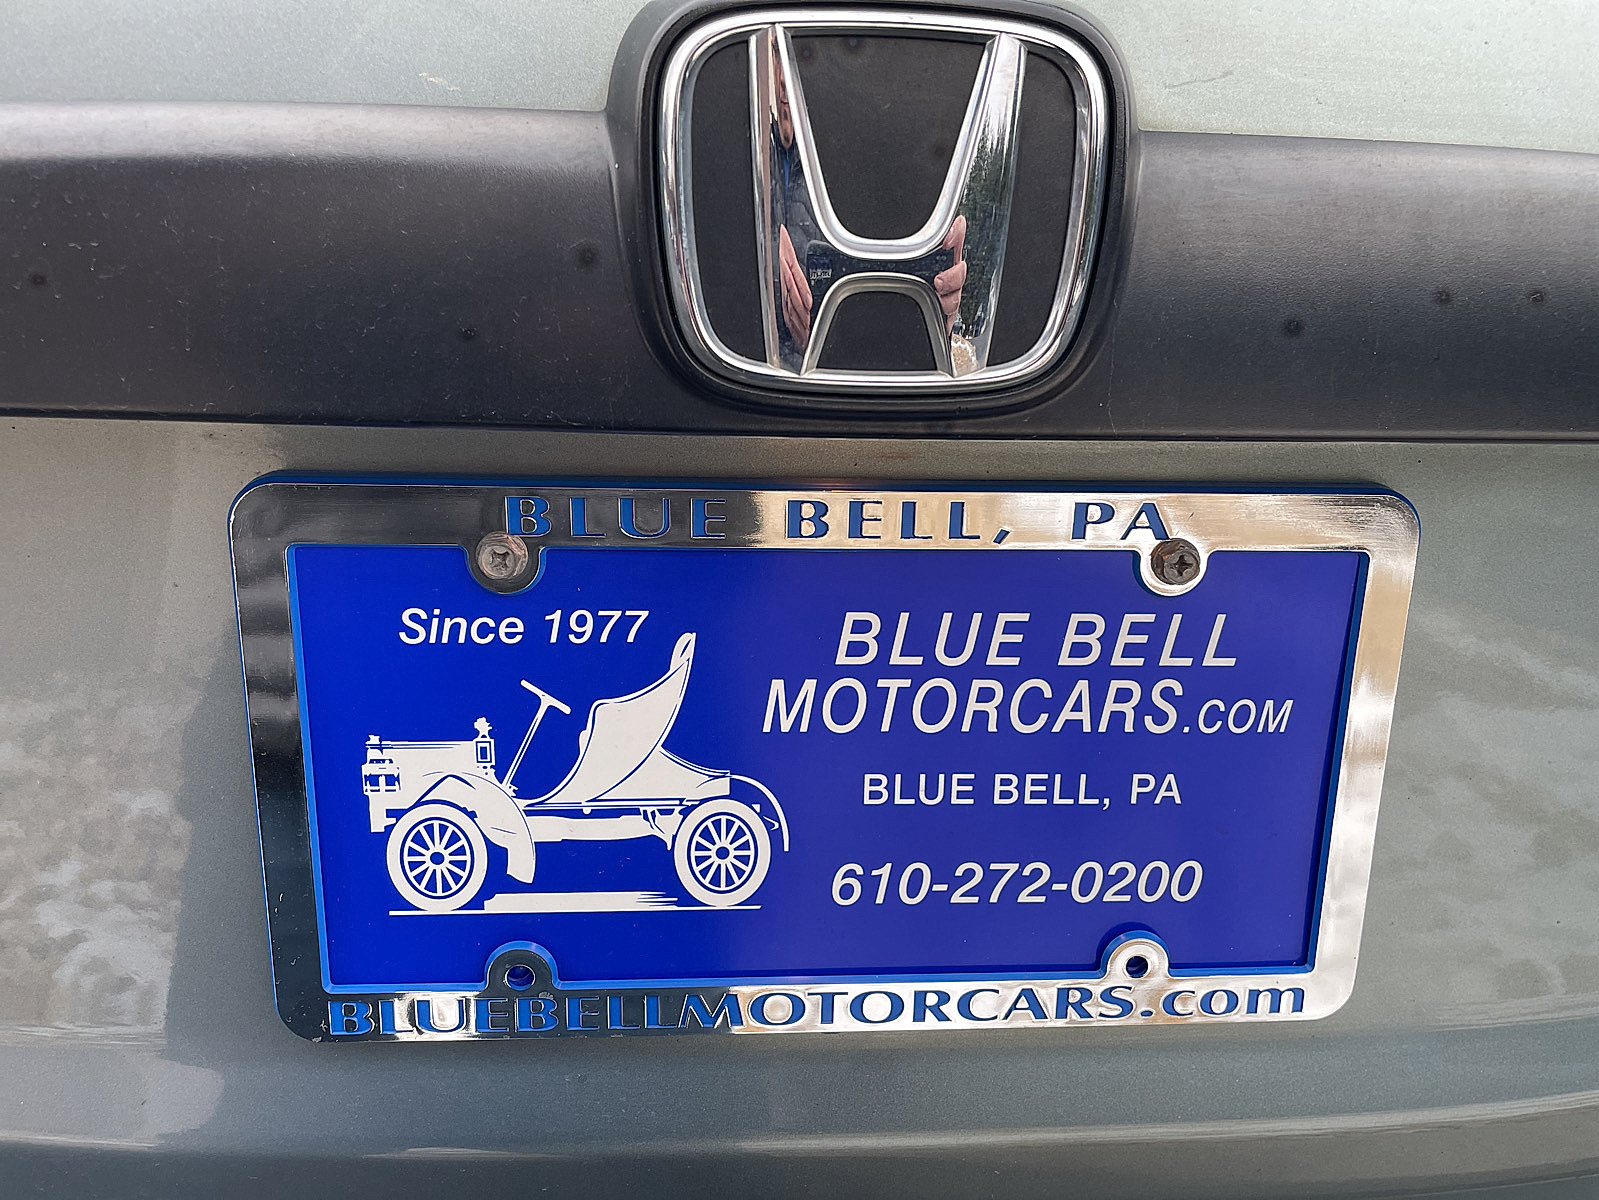 BLUE BELL, PA
Since 1977
BLUE BELL
MOTORCARS.COM
BLUE BELL, PA
610-272-0200
BLUEBELLMOTORCARS.com